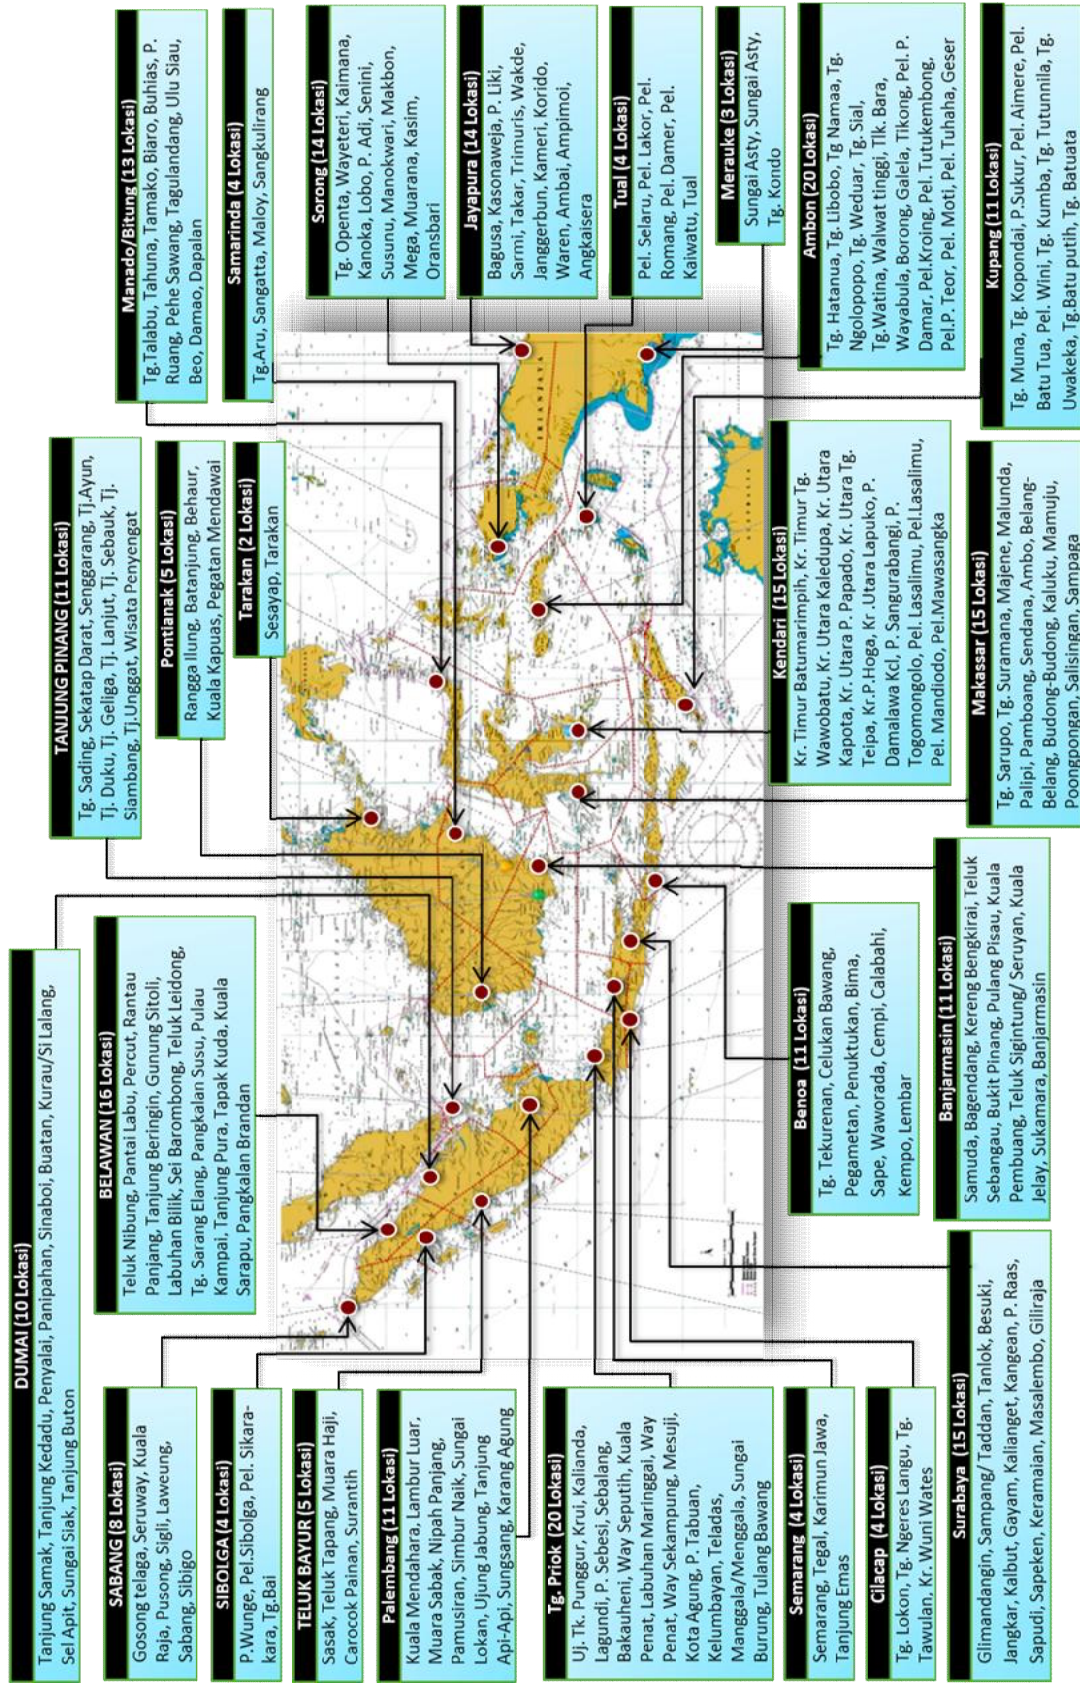 DUMAI (10 Lokasi)
Tanjung Samak, Tanjung Kedadu, Penyalai, Panipahan, Sinaboi, Buatan, Kurau/Si Lalang,
Sel Apit, Sungai Siak, Tanjung Buton
BELAWAN (16 Lokasi)
Teluk Nibung, Pantai Labu, Percut, Rantau
Panjang, Tanjung Beringin, Gunung Sitoli,
Labuhan Bilik, Sei Barombong, Teluk Leidong,
Tg. Sarang Elang, Pangkalan Susu, Pulau
Kampai, Tanjung Pura, Tapak Kuda, Kuala
Sarapu, Pangkalan Brandan
TANJUNG PINANG (11 Lokasi)
Tg. Sading, Sekatap Darat, Senggarang, Tj.Ayun,
Tj. Duku, Tj. Geliga, Tj. Lanjut, Tj. Sebauk, Tj.
Siambang, Tj.Unggat, Wisata Penyengat
Pontianak (5 Lokasi)
Rangga Ilung, Batanjung, Behaur,
Kuala Kapuas, Pegatan Mendawai
Tarakan (2 Lokasi)
Sesayap, Tarakan
Manado/Bitung (13 Lokasi)
Tg.Talabu, Tahuna, Tamako, Biaro, Buhias, P.
Ruang, Pehe Sawang, Tagulandang, Ulu Siau,
Beo, Damao, Dapalan
Samarinda (4 Lokasi)
Tg.Aru, Sangatta, Maloy, Sangkulirang
Sorong (14 Lokasi)
Tg. Openta, Wayeteri, Kaimana,
Kanoka, Lobo, P. Adi, Senini,
Susunu, Manokwari, Makbon,
Mega, Muarana, Kasim,
Oransbari
Jayapura (14 Lokasi)
Bagusa, Kasonaweja, P. Liki,
Sarmi, Takar, Trimuris, Wakde,
Janggerbun, Kameri, Korido,
Waren, Ambai, Ampimoi,
Angkaisera
Tual (4 Lokasi)
Pel. Selaru, Pel. Lakor, Pel.
Romang, Pel. Damer, Pel.
Kaiwatu, Tual
Merauke (3 Lokasi)
Sungai Asty, Sungai Asty,
Tg. Kondo
Ambon (20 Lokasi)
Tg. Hatanua, Tg. Libobo, Tg Namaa, Tg.
Ngolopopo, Tg. Weduar, Tg. Sial,
Tg.Watina, Walwat tinggi, Tlk. Bara,
Wayabula, Borong, Galela, Tikong, Pel. P.
Damar, Pel.Kroing, Pel. Tutukembong.
Pel.P. Teor, Pel. Moti, Pel.Tuhaha, Geser
Kupang (11 Lokasi)
Tg. Muna, Tg. Kopondai, P.Sukur, Pel. Aimere, Pel.
Batu Tua, Pel. Wini, Tg. Kumba, Tg. Tutunnila, Tg.
Uwakeka, Tg.Batu putih, Tg. Batuata
SABANG (8 Lokasi)
Gosong telaga, Seruway, Kuala
Raja, Pusong, Sigli, Laweung,
Sabang, Sibigo
SIBOLGA (4 Lokasi)
P.Wunge, Pel.Sibolga, Pel. Sikara-
kara, Tg.Bai
TELUK BAYUR (5 Lokasi)
Sasak, Teluk Tapang, Muara Haji,
Carocok Painan, Surantih
Palembang (11 Lokasi)
Kuala Mendahara, Lambur Luar,
Muara Sabak, Nipah Panjang,
Pamusiran, Simbur Naik, Sungai
Lokan, Ujung Jabung, Tanjung
Api-Api, Sungsang, Karang Agung
IRIANJAYA
Tg. Priok (20 Lokasi)
Uj. Tk. Punggur, Krui, Kalianda,
Lagundi, P. Sebesi, Sebalang,
Bakauheni, Way Seputih, Kuala
Penat, Labuhan Maringgai, Way
Penat, Way Sekampung, Mesuji,
Kota Agung, P. Tabuan,
Kelumbayan, Teladas,
Manggala/Menggala, Sungai
Burung, Tulang Bawang
Semarang (4 Lokasi)
Semarang, Tegal, Karimun Jawa,
Tanjung Emas
Cilacap (4 Lokasi)
Tg. Lokon, Tg. Ngeres Langu, Tg.
Tawulan, Kr. Wuni Wates
Surabaya (15 Lokasi)
Glimandangin, Sampang/ Taddan, Tanlok, Besuki,
Jangkar, Kalbut, Gayam, Kalianget, Kangean, P. Raas,
Sapudi, Sapeken, Keramaian, Masalembo, Giliraja
Benoa (11 Lokasi)
Tg. Tekurenan, Celukan Bawang,
Pegametan, Penuktukan, Bima,
Sape, Waworada, Cempi, Calabahi,
Kempo, Lembar
Banjarmasin (11 Lokasi)
Samuda, Bagendang, Kereng Bengkirai, Teluk
Sebangau, Bukit Pinang, Pulang Pisau, Kuala
Pembuang, Teluk Sigintung/ Seruyan, Kuala
Jelay, Sukamara, Banjarmasin
Kendari (15 Lokasi)
Kr. Timur Batumarimpih, Kr. Timur Tg.
Wawobatu, Kr. Utara Kaledupa, Kr. Utara
Kapota, Kr. Utara P. Papado, Kr. Utara Tg.
Teipa, Kr.P.Hoga, Kr .Utara Lapuko, P.
Damalawa Kcl, P. Sangurabangi, P.
Togomongolo, Pel. Lasalimu, Pel.Lasalimu,
Pel. Mandiodo, Pel.Mawasangka
Makassar (15 Lokasi)
Tg. Sarupo, Tg. Suramana, Majene, Malunda,
Palipi, Pamboang, Sendana, Ambo, Belang-
Belang, Budong-Budong, Kaluku, Mamuju,
Poongpongan, Salisingan, Sampaga